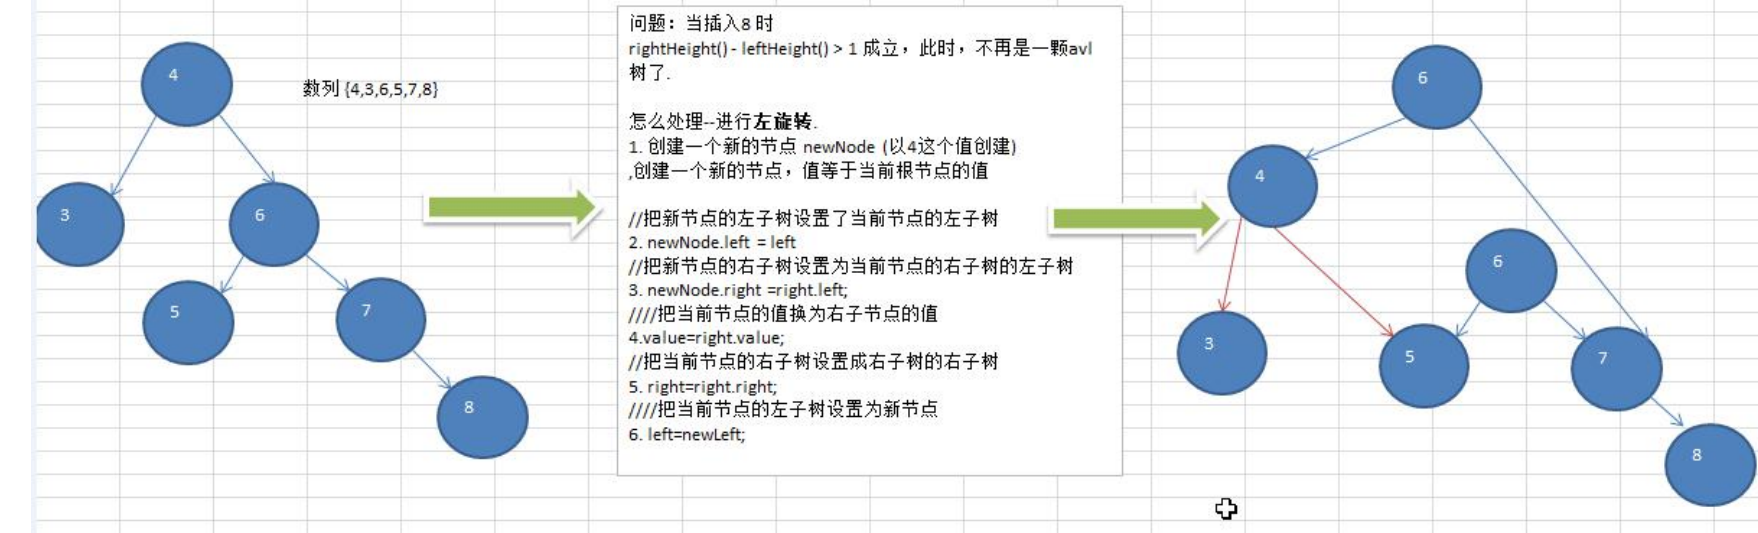 4
数列 {4,3,6,5,7,8}
3
6
5
7
8
问题：当插入8 时
rightHeight() - leftHeight() > 1 成立，此时，不再是一颗avl
树了.
怎么处理--进行左旋转.
1. 创建一个新的节点 newNode (以4这个值创建)
,创建一个新的节点，值等于当前根节点的值
//把新节点的左子树设置了当前节点的左子树
2. newNode.left = left
//把新节点的右子树设置为当前节点的右子树的左子树
3. newNode.right =right.left;
////把当前节点的值换为右子节点的值
4.value=right.value;
//把当前节点的右子树设置成右子树的右子树
5. right=right.right;
////把当前节点的左子树设置为新节点
6. left=newLeft;
6
4
6
3
5
7
8